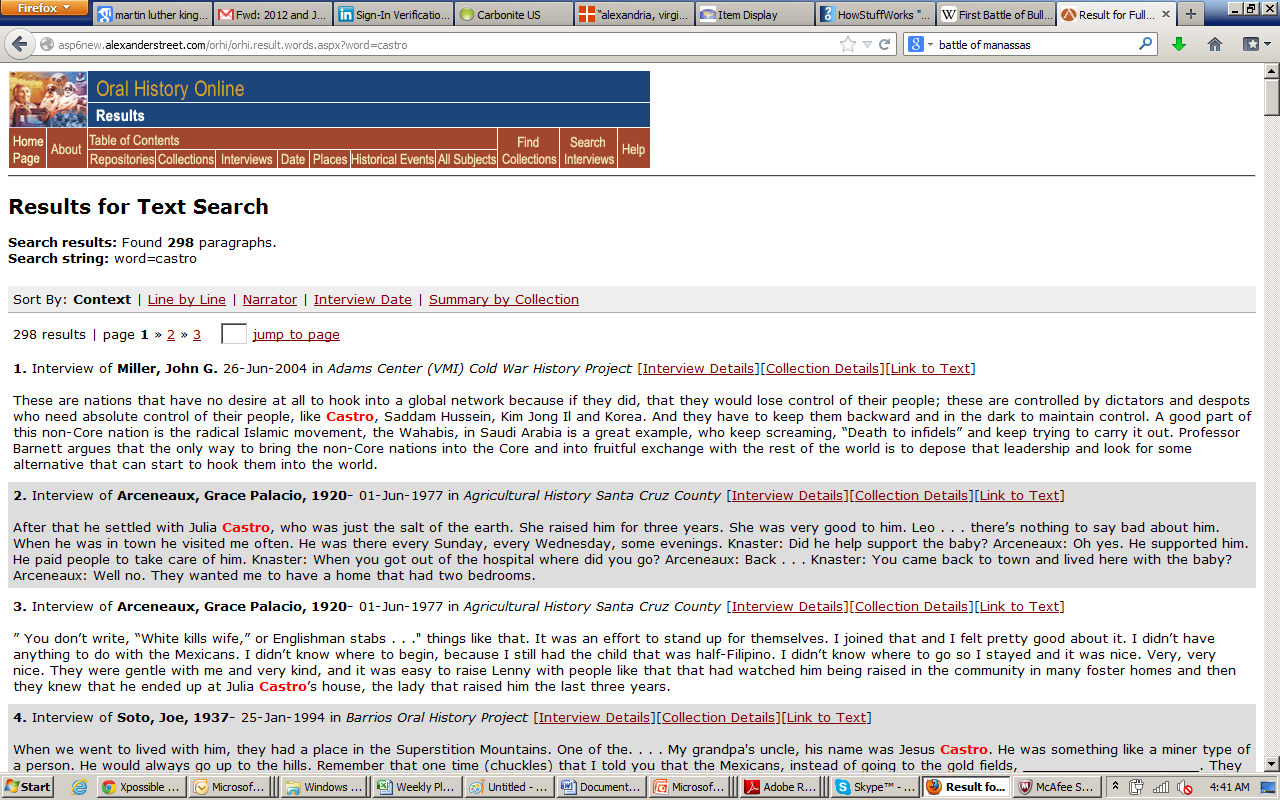 Firefox
martin luther king...
Fwd: 2012 and J...
Sign-In Verificatio...
Carbonite US
"alexandria, virgi...
Item Display
HowStuffWorks "...
First Battle of Bull...
Result for Full...
asp6new.alexanderstreet.com/orhi/orhi.result.words.aspx?word=castro
battle of manassas
Oral History Online
Results
Home Page
About
Table of Contents
Repositories Collections Interviews Date Places Historical Events All Subjects
Find Collections
Search Interviews
Help
Results for Text Search
Search results: Found 298 paragraphs.
Search string: word=castro
Sort By: Context | Line by Line | Narrator | Interview Date | Summary by Collection
298 results | page 1 » 2 » 3 jump to page
1. Interview of Miller, John G. 26-Jun-2004 in Adams Center (VMI) Cold War History Project [Interview Details][Collection Details][Link to Text]
These are nations that have no desire at all to hook into a global network because if they did, that they would lose control of their people; these are controlled by dictators and despots
who need absolute control of their people, like Castro, Saddam Hussein, Kim Jong Il and Korea. And they have to keep them backward and in the dark to maintain control. A good part of
this non-Core nation is the radical Islamic movement, the Wahabis, in Saudi Arabia is a great example, who keep screaming, “Death to infidels” and keep trying to carry it out. Professor
Barnett argues that the only way to bring the non-Core nations into the Core and into fruitful exchange with the rest of the world is to depose that leadership and look for some
alternative that can start to hook them into the world.
2. Interview of Arceneaux, Grace Palacio, 1920- 01-Jun-1977 in Agricultural History Santa Cruz County [Interview Details][Collection Details][Link to Text]
After that he settled with Julia Castro, who was just the salt of the earth. She raised him for three years. She was very good to him. Leo . . . there’s nothing to say bad about him.
When he was in town he visited me often. He was there every Sunday, every Wednesday, some evenings. Knaster: Did he help support the baby? Arceneaux: Oh yes. He supported him.
He paid people to take care of him. Knaster: When you got out of the hospital where did you go? Arceneaux: Back . . . Knaster: You came back to town and lived here with the baby?
Arceneaux: Well no. They wanted me to have a home that had two bedrooms.
3. Interview of Arceneaux, Grace Palacio, 1920- 01-Jun-1977 in Agricultural History Santa Cruz County [Interview Details][Collection Details][Link to Text]
” You don’t write, “White kills wife,” or Englishman stabs . . ." things like that. It was an effort to stand up for themselves. I joined that and I felt pretty good about it. I didn’t have
anything to do with the Mexicans. I didn’t know where to begin, because I still had the child that was half-Filipino. I didn’t know where to go so I stayed and it was nice. Very, very
nice. They were gentle with me and very kind, and it was easy to raise Lenny with people like that that had watched him being raised in the community in many foster homes and then
they knew that he ended up at Julia Castro’s house, the lady that raised him the last three years.
4. Interview of Soto, Joe, 1937- 25-Jan-1994 in Barrios Oral History Project [Interview Details][Collection Details][Link to Text]
When we went to lived with him, they had a place in the Superstition Mountains. One of the. . . . My grandpa's uncle, his name was Jesus Castro. He was something like a miner type of
a person. He would always go up to the hills. Remember that one time (chuckles) that I told you that the Mexicans, instead of going to the gold fields, ______________________. They
Start
Xpossible ...
Microsof...
Windows ...
Weekly Pl...
Untitled - ...
Document...
Microsof...
Adobe R...
Skype™ - ...
Result fo...
McAfee S...
4:41 AM